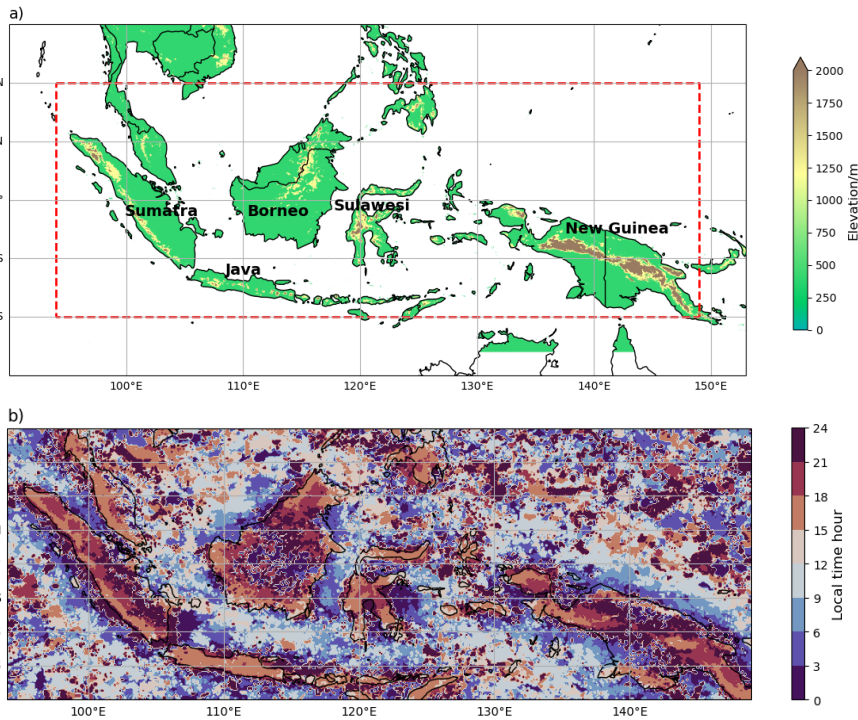 a)
N
N
°
S
S
Sumatra
Borneo
Sulawesi
New Guinea
Java
100°E
110°E
120°E
130°E
140°E
150°E
2000
1750
1500
1250
1000
750
500
250
0
Elevation/m
b)
N
S
100°E
110°E
120°E
130°E
140°E
24
21
18
15
12
9
6
3
0
Local time hour